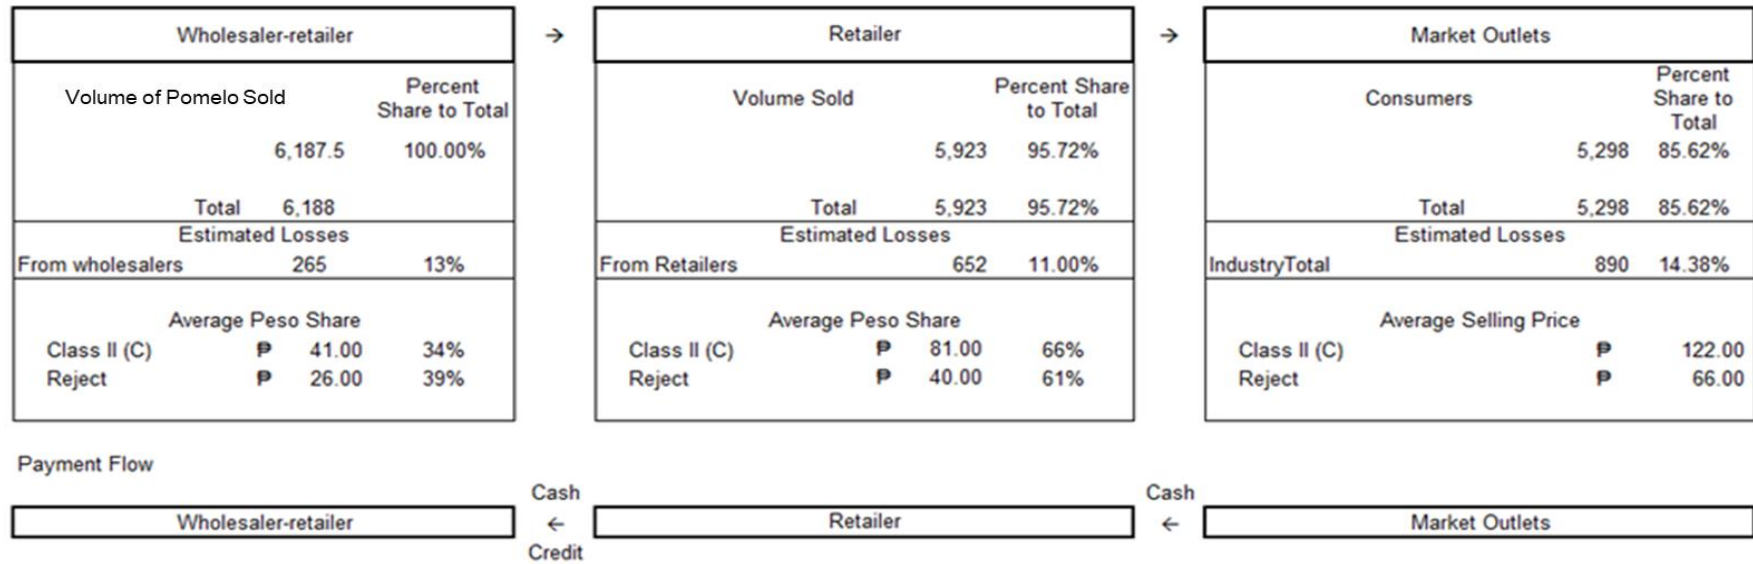 Wholesaler-retailer → Retailer → Market Outlets
Volume of Pomelo Sold Percent Share to Total
6,187.5 100.00%
Total 6,188
Estimated Losses
From wholesalers 265 13%
Average Peso Share
Class II (C) ₱ 41.00 34%
Reject ₱ 26.00 39%
Volume Sold Percent Share to Total
5,923 95.72%
Total 5,923 95.72%
Estimated Losses
From Retailers 652 11.00%
Average Peso Share
Class II (C) ₱ 81.00 66%
Reject ₱ 40.00 61%
Consumers Percent Share to Total
5,298 85.62%
Total 5,298 85.62%
Estimated Losses
IndustryTotal 890 14.38%
Average Selling Price
Class II (C) ₱ 122.00
Reject ₱ 66.00
Payment Flow
Cash Cash
Wholesaler-retailer ← Retailer ← Market Outlets
Credit